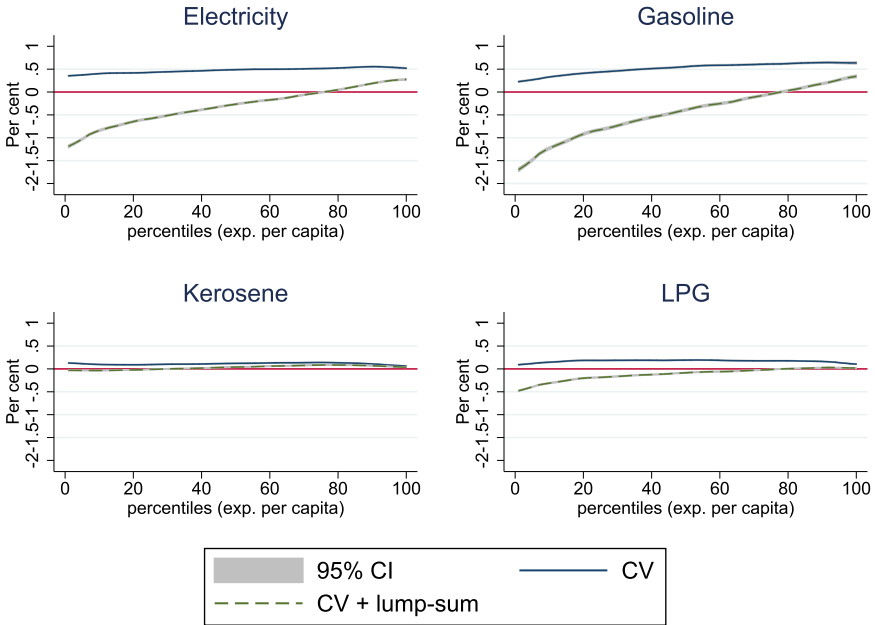 Electricity
Gasoline
Per cent
-2 -1.5 -1 -.5 0 .5 1
0 20 40 60 80 100
percentiles (exp. per capita)
Per cent
-2 -1.5 -1 -.5 0 .5 1
0 20 40 60 80 100
percentiles (exp. per capita)
Kerosene
LPG
Per cent
-2 -1.5 -1 -.5 0 .5 1
0 20 40 60 80 100
percentiles (exp. per capita)
Per cent
-2 -1.5 -1 -.5 0 .5 1
0 20 40 60 80 100
percentiles (exp. per capita)
95% CI
CV
CV + lump-sum